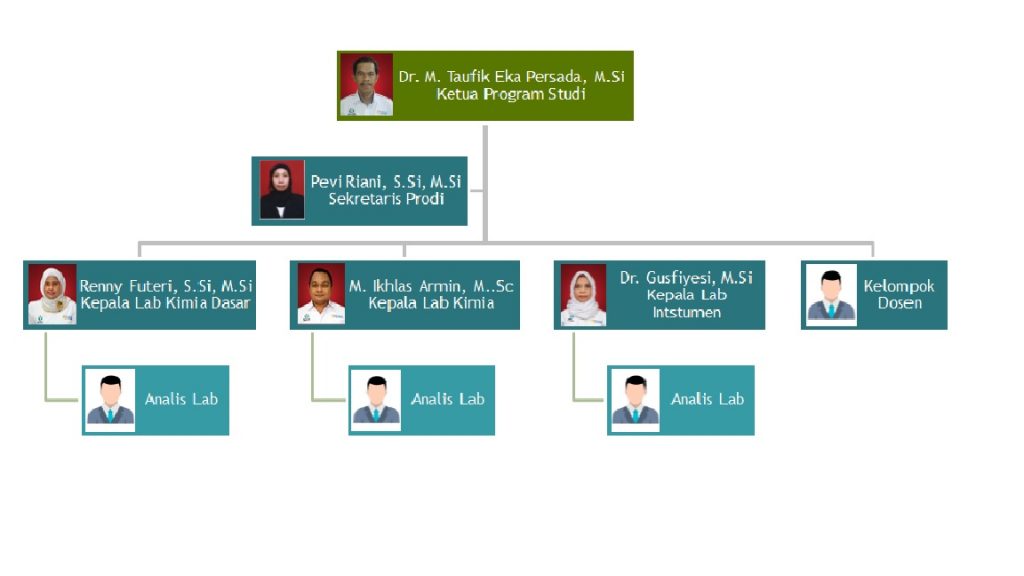 Dr. M. Taufik Eka Persada, M.Si
Ketua Program Studi
Pevi Riani, S.Si, M.Si
Sekretaris Prodi
Renny Futeri, S.Si, M.Si
Kepala Lab Kimia Dasar
M. Ikhlas Armin, M..Sc
Kepala Lab Kimia
Dr. Gusfiyesi, M.Si
Kepala Lab
Intstumen
Kelompok
Dosen
Analis Lab
Analis Lab
Analis Lab